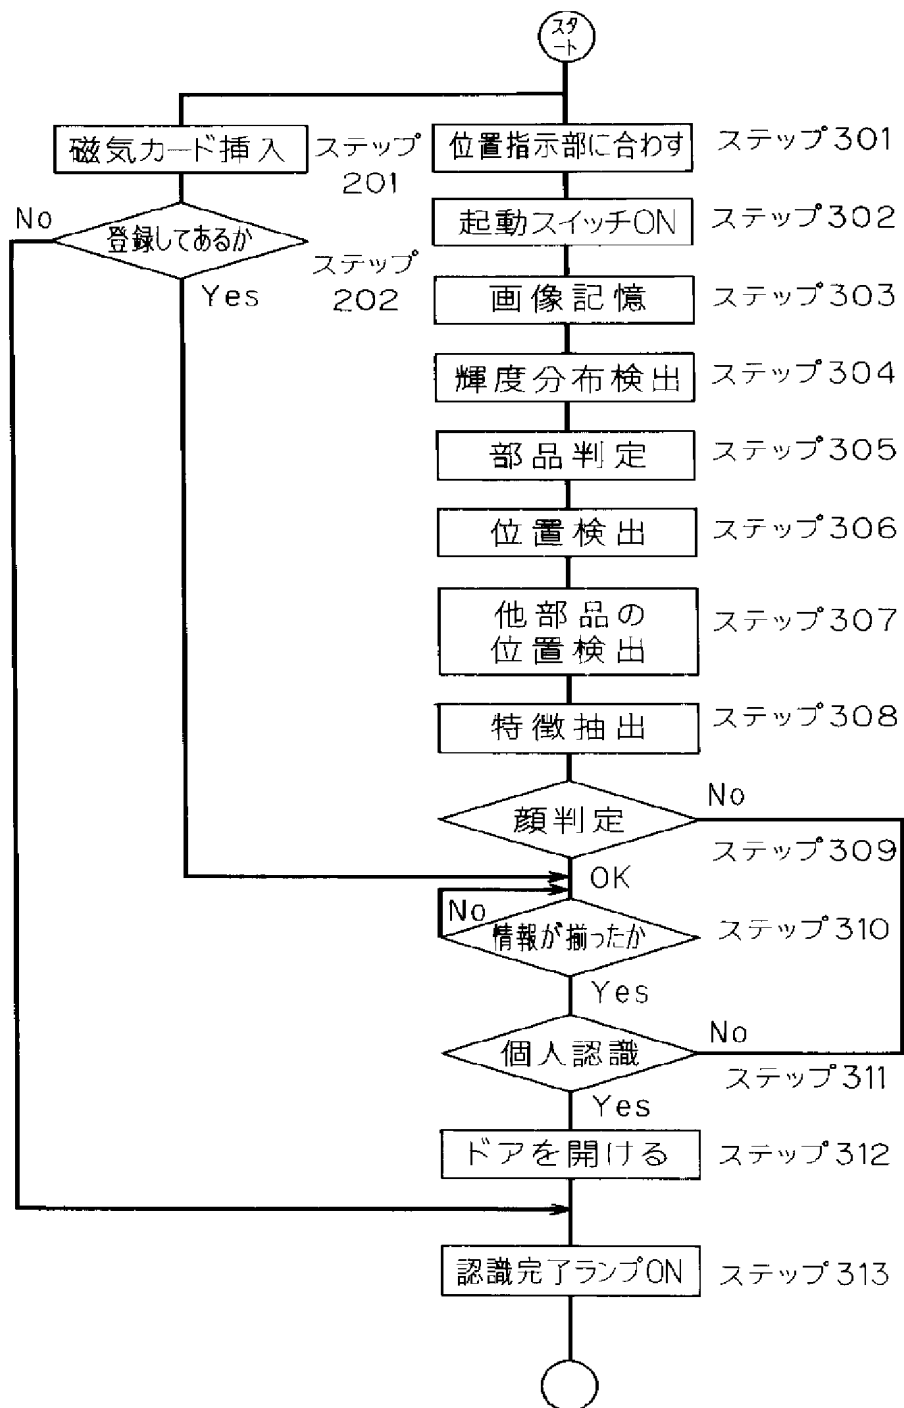 スタ
ート
磁気カード挿入
ステップ
201
位置指示部に合わす
ステップ301
No
登録してあるか
ステップ
202
Yes
起動スイッチON
ステップ302
画像記憶
ステップ303
輝度分布検出
ステップ304
部品判定
ステップ305
位置検出
ステップ306
他部品の
位置検出
ステップ307
特徴抽出
ステップ308
顔判定
No
ステップ309
OK
No
情報が揃ったか
ステップ310
Yes
個人認識
No
ステップ311
Yes
ドアを開ける
ステップ312
認識完了ランプON
ステップ313